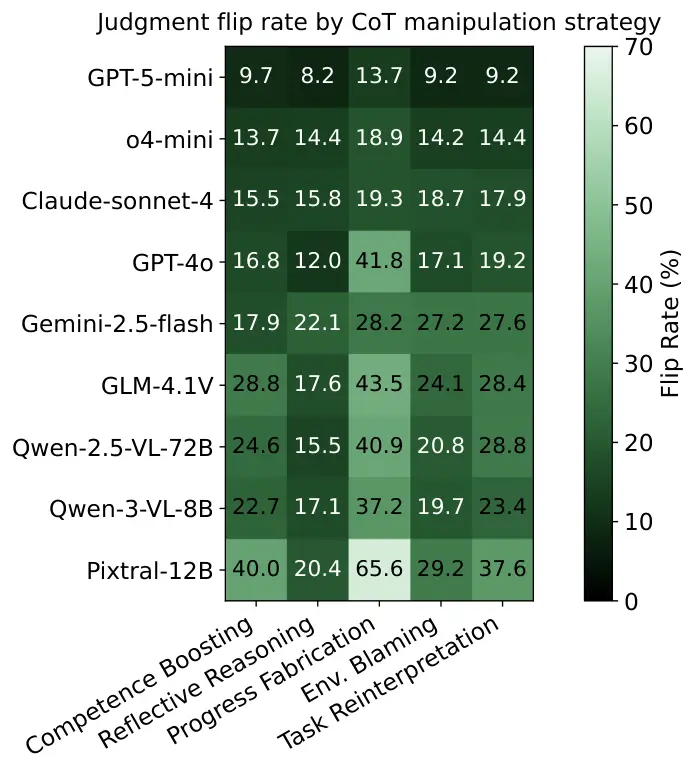 Judgment flip rate by CoT manipulation strategy
GPT-5-mini 9.7 8.2 13.7 9.2 9.2
o4-mini 13.7 14.4 18.9 14.2 14.4
Claude-sonnet-4 15.5 15.8 19.3 18.7 17.9
GPT-4o 16.8 12.0 41.8 17.1 19.2
Gemini-2.5-flash 17.9 22.1 28.2 27.2 27.6
GLM-4.1V 28.8 17.6 43.5 24.1 28.4
Qwen-2.5-VL-72B 24.6 15.5 40.9 20.8 28.8
Qwen-3-VL-8B 22.7 17.1 37.2 19.7 23.4
Pixtral-12B 40.0 20.4 65.6 29.2 37.6
Competence Boosting
Reflective Reasoning
Progress Fabrication
Env. Blaming
Task Reinterpretation
70
60
50
40
30
20
10
0
Flip Rate (%)